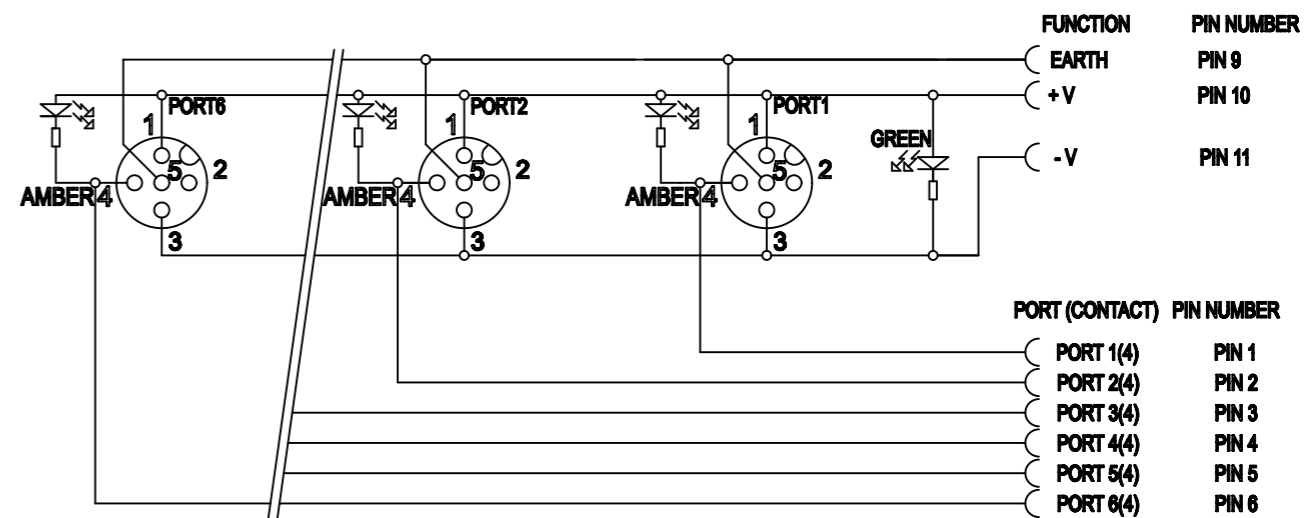 FUNCTION PIN NUMBER
EARTH PIN 9
+ V PIN 10
- V PIN 11
PORT6 PORT2 PORT1
1 1 1
GREEN
5 2 5 2 5 2
AMBER 4 AMBER 4 AMBER 4
3 3 3
PORT (CONTACT) PIN NUMBER
PORT 1(4) PIN 1
PORT 2(4) PIN 2
PORT 3(4) PIN 3
PORT 4(4) PIN 4
PORT 5(4) PIN 5
PORT 6(4) PIN 6